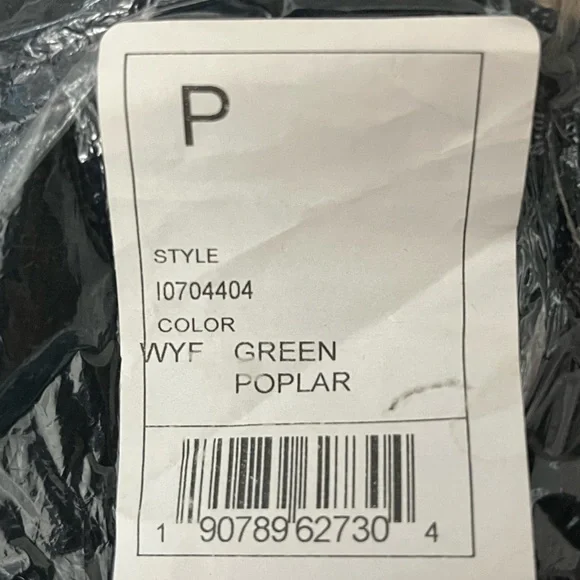 P
STYLE
I0704404
COLOR
WYF GREEN
POPLAR
1 90789 62730 4